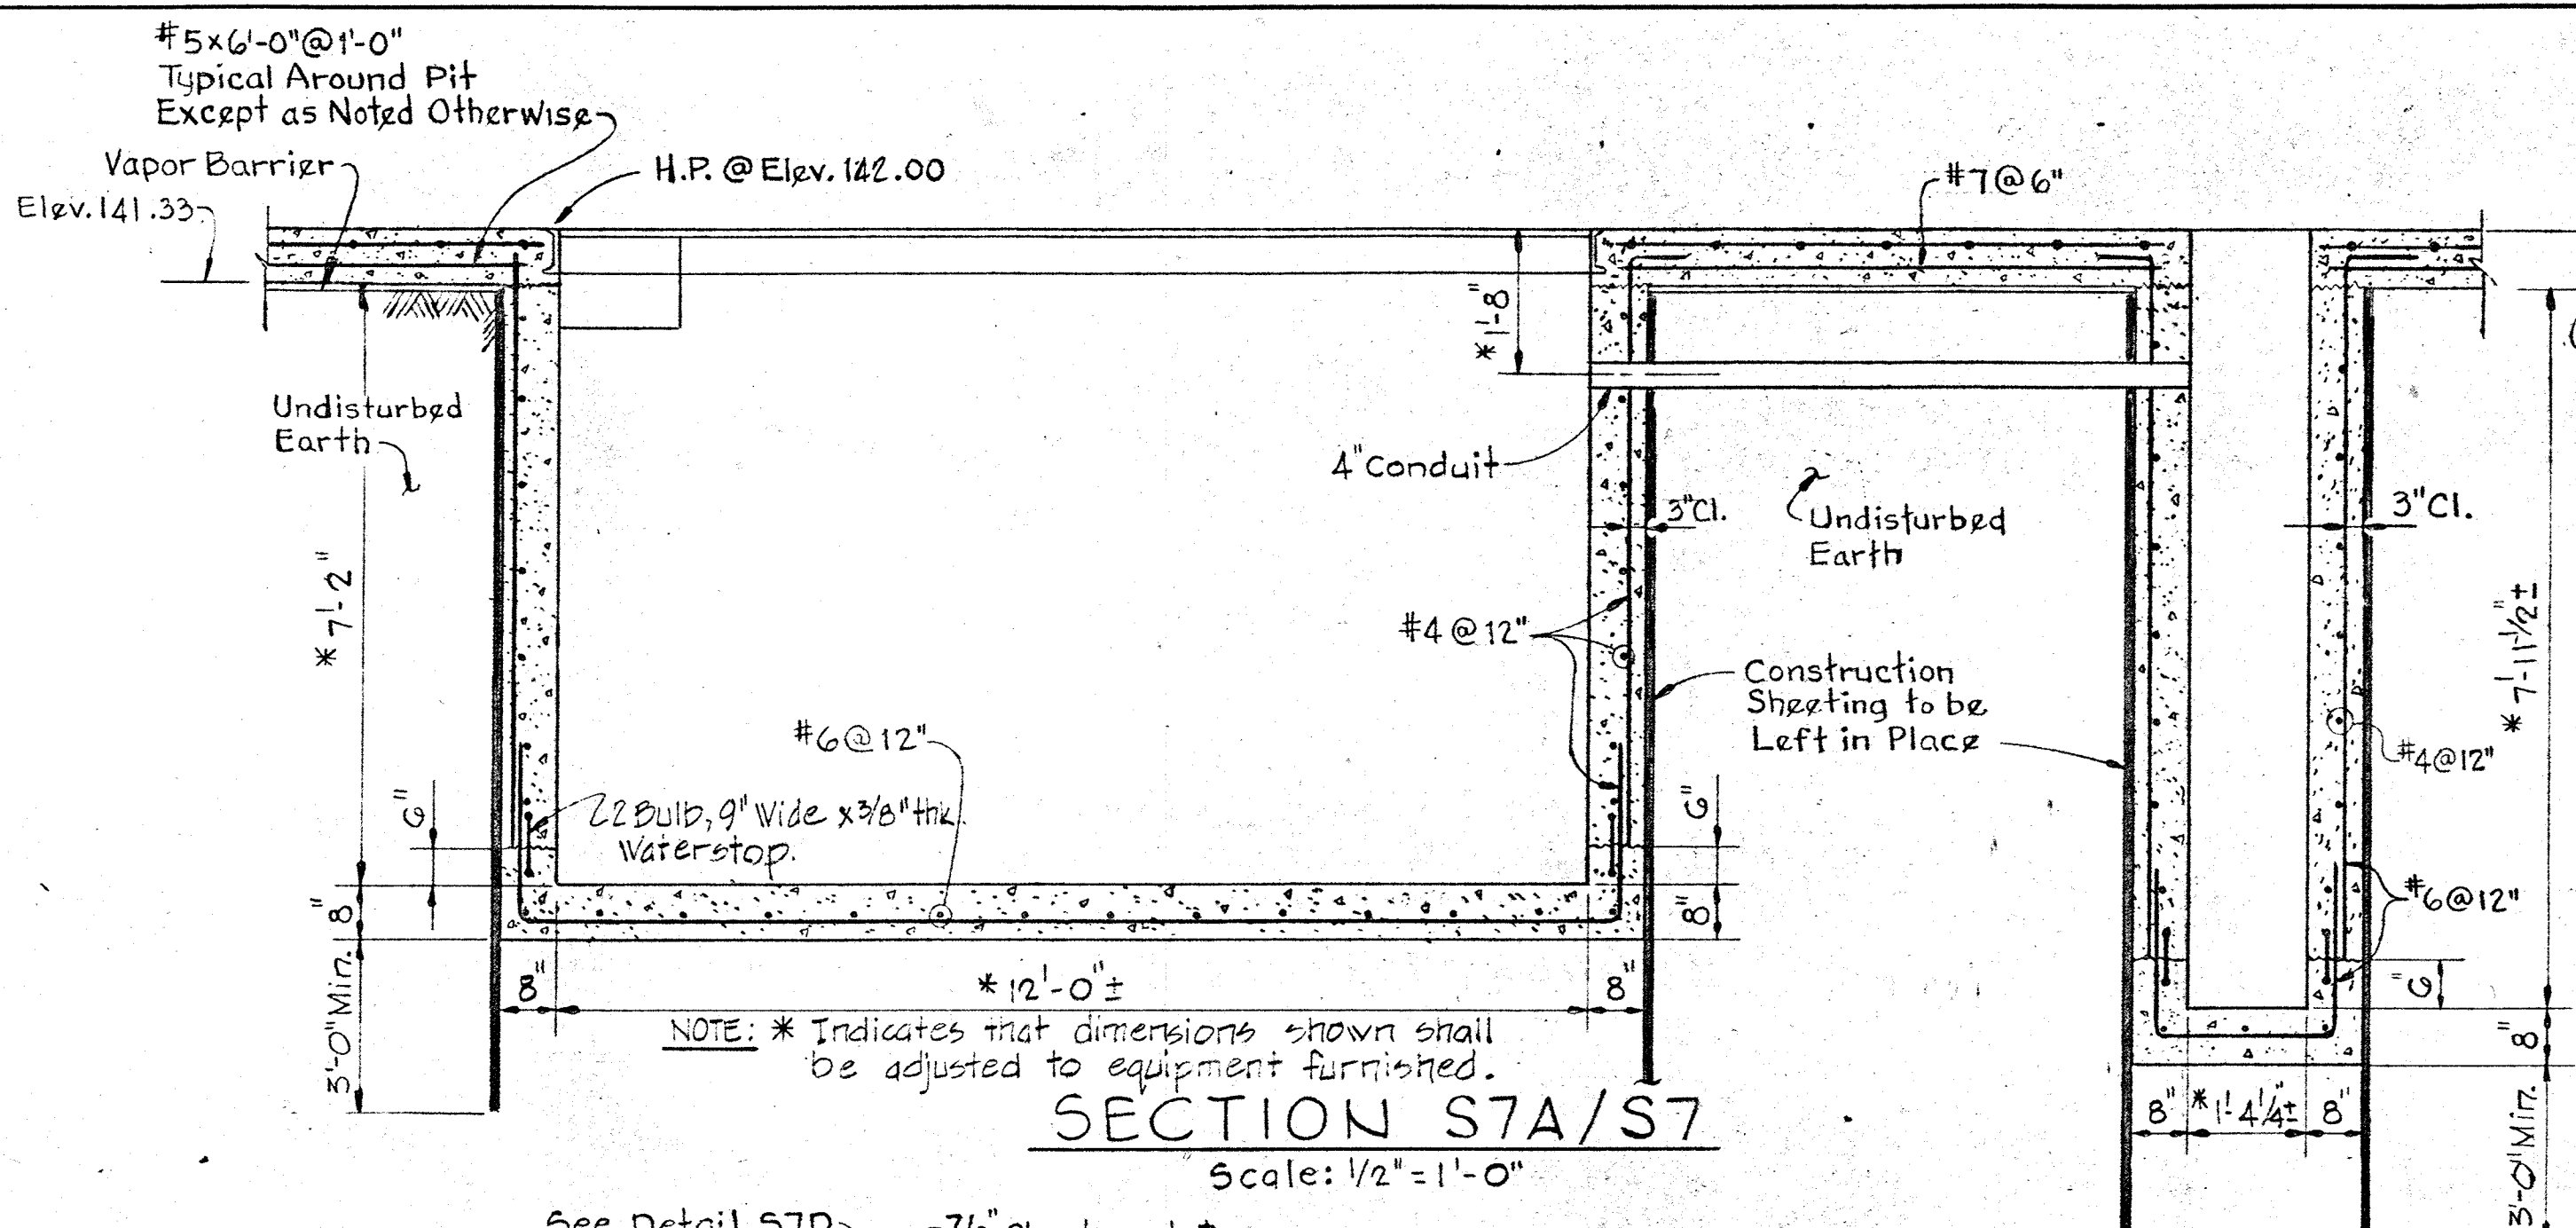 #5x6'-0"@1'-0"
Typical Around Pit
Except as Noted Otherwise
Vapor Barrier
Elev. 141.33
H.P. @ Elev. 142.00
#7@6"
*1'-8"
Undisturbed
Earth
4" Conduit
3"Cl.
Undisturbed
Earth
3"Cl.
*7'-2"
#4 @ 12"
Construction
Sheeting to be
Left in Place
*7'-11 1/2"±
#4@12"
#6@12"
6"
22 Bulb, 9" Wide x 3/8" thk.
Waterstop.
6"
#6@12"
8"
8"
6"
8"
3'-0" Min.
8"
*12'-0"±
8"
NOTE: * Indicates that dimensions shown shall
be adjusted to equipment furnished.
8"
*1'-4 1/4"±
8"
3'-0" Min.
SECTION S7A/S7
Scale: 1/2" = 1'-0"
See Detail S7D